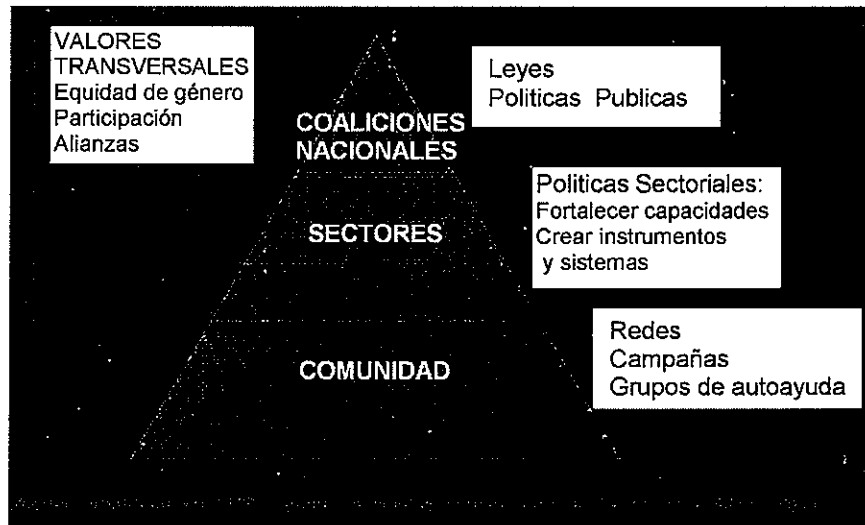 VALORES
TRANSVERSALES
Equidad de género
Participación
Alianzas
Leyes
Politicas Publicas
COALICIONES
NACIONALES
Politicas Sectoriales:
Fortalecer capacidades
Crear instrumentos
y sistemas
SECTORES
Redes
Campañas
Grupos de autoayuda
COMUNIDAD